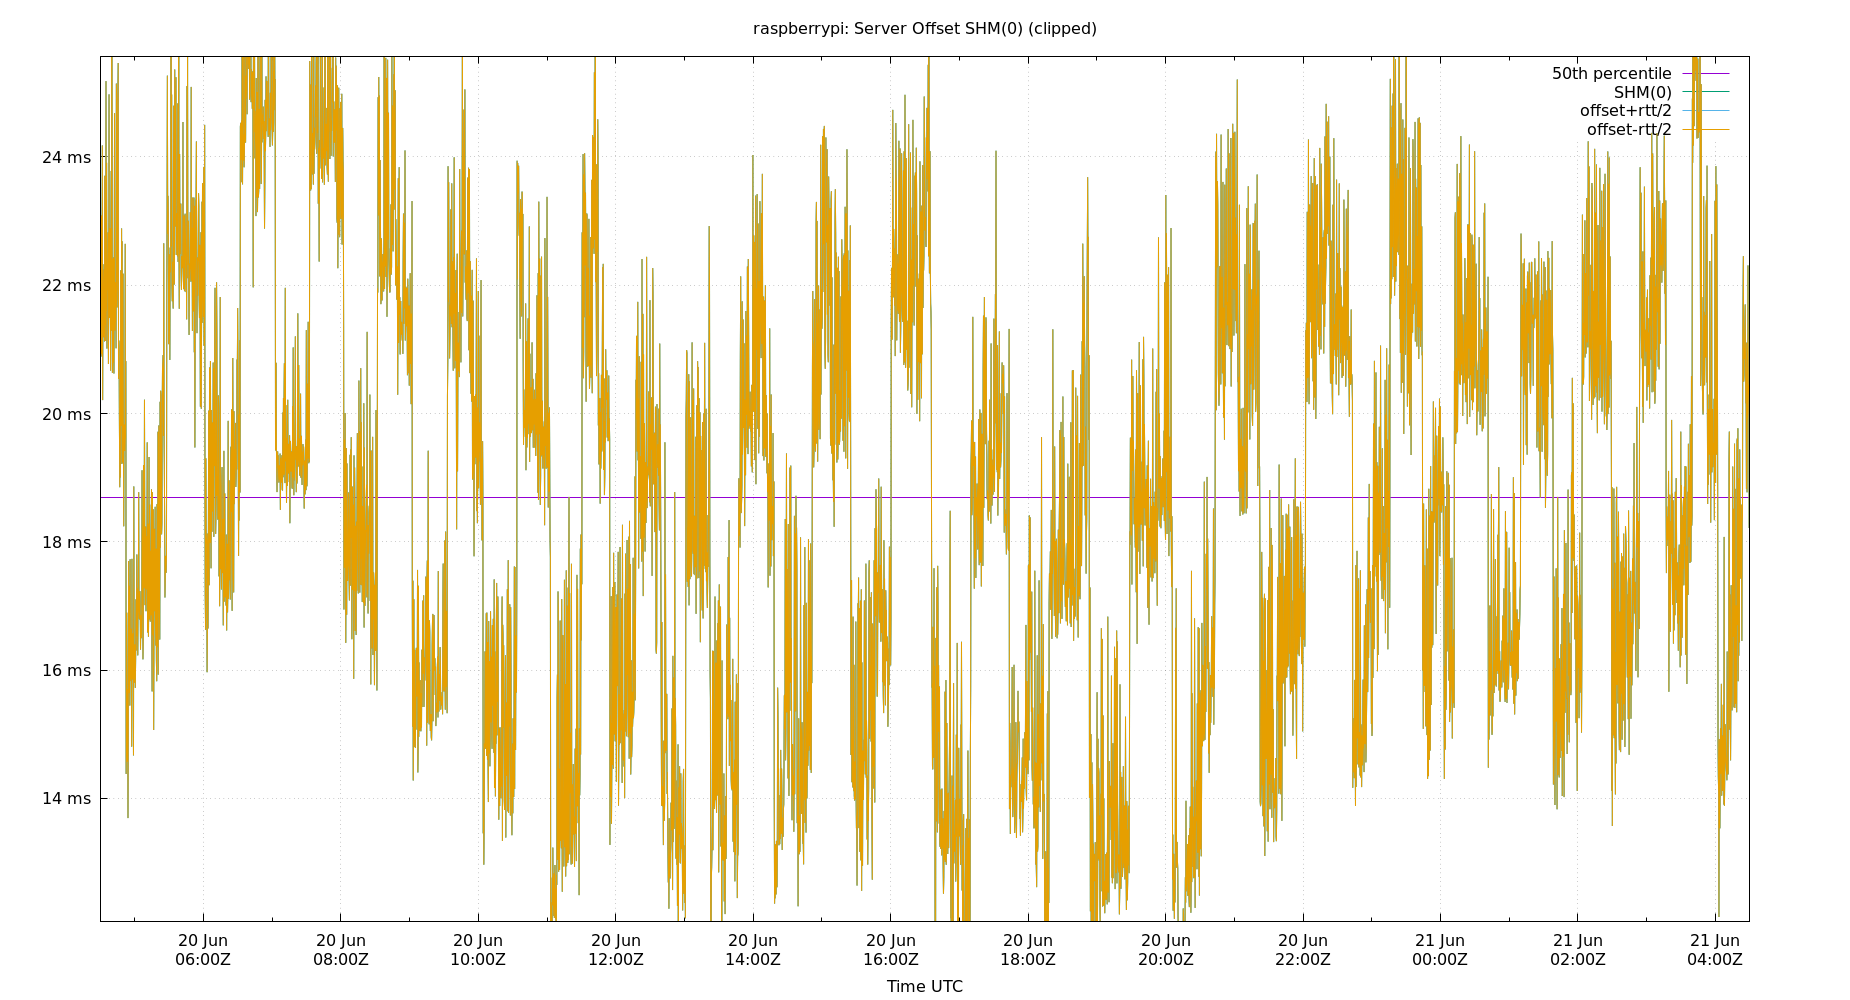 raspberrypi: Server Offset SHM(0) (clipped)
50th percentile
SHM(0)
offset+rtt/2
offset-rtt/2
24 ms
22 ms
20 ms
18 ms
16 ms
14 ms
20 Jun 20 Jun 20 Jun 20 Jun 20 Jun 20 Jun 20 Jun 20 Jun 20 Jun 21 Jun 21 Jun 21 Jun
06:00Z 08:00Z 10:00Z 12:00Z 14:00Z 16:00Z 18:00Z 20:00Z 22:00Z 00:00Z 02:00Z 04:00Z
Time UTC